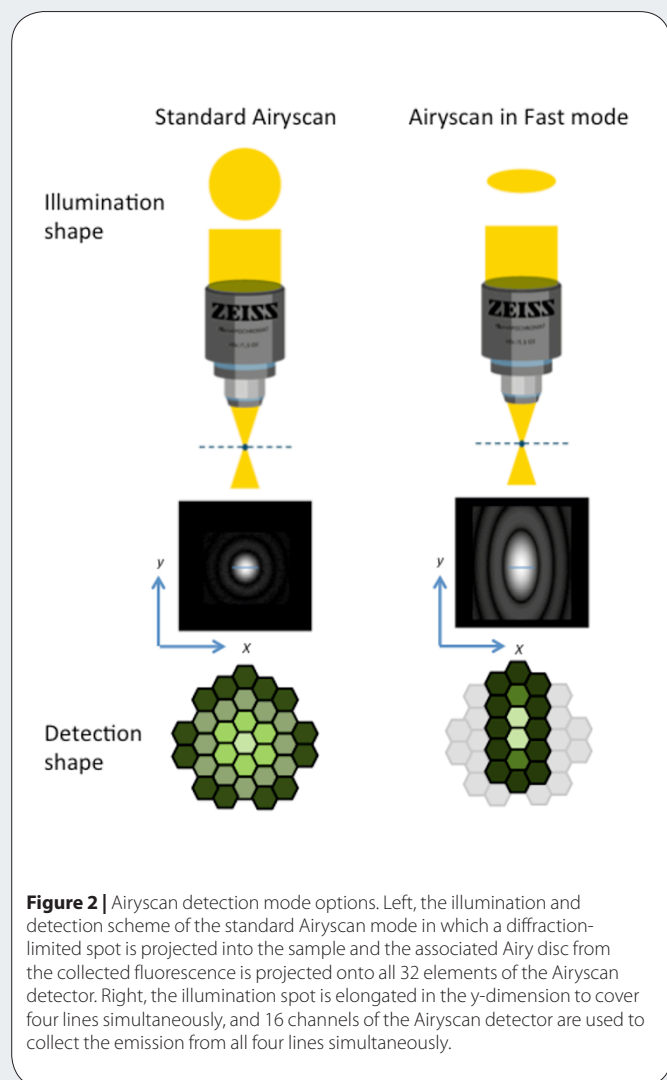 Standard Airyscan
Airyscan in Fast mode
Illumination
shape
ZEISS
ZEISS
y
x
y
x
Detection
shape
Figure 2 | Airyscan detection mode options. Left, the illumination and
detection scheme of the standard Airyscan mode in which a diffraction-
limited spot is projected into the sample and the associated Airy disc from
the collected fluorescence is projected onto all 32 elements of the Airyscan
detector. Right, the illumination spot is elongated in the y-dimension to cover
four lines simultaneously, and 16 channels of the Airyscan detector are used to
collect the emission from all four lines simultaneously.